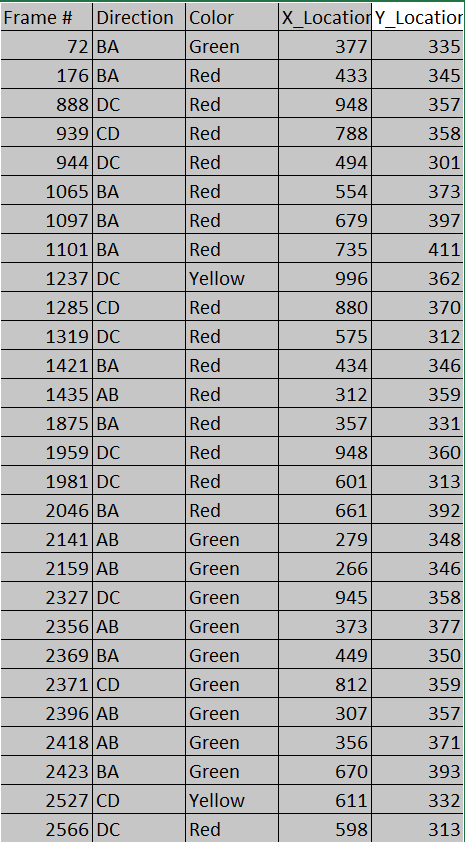 Frame # Direction Color X_Location Y_Location
72 BA Green 377 335
176 BA Red 433 345
888 DC Red 948 357
939 CD Red 788 358
944 DC Red 494 301
1065 BA Red 554 373
1097 BA Red 679 397
1101 BA Red 735 411
1237 DC Yellow 996 362
1285 CD Red 880 370
1319 DC Red 575 312
1421 BA Red 434 346
1435 AB Red 312 359
1875 BA Red 357 331
1959 DC Red 948 360
1981 DC Red 601 313
2046 BA Red 661 392
2141 AB Green 279 348
2159 AB Green 266 346
2327 DC Green 945 358
2356 AB Green 373 377
2369 BA Green 449 350
2371 CD Green 812 359
2396 AB Green 307 357
2418 AB Green 356 371
2423 BA Green 670 393
2527 CD Yellow 611 332
2566 DC Red 598 313